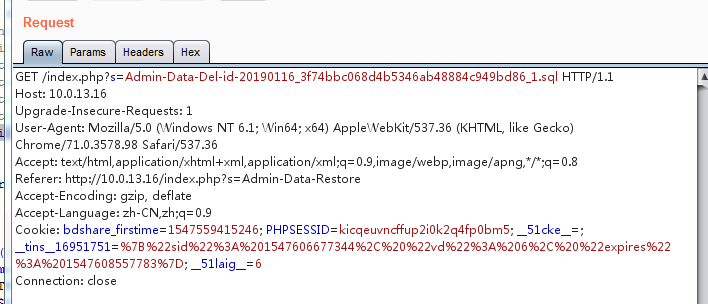 Request
Raw Params Headers Hex
GET /index.php?s=Admin-Data-Del-id-20190116_3f74bbc068d4b5346ab48884c949bd86_1.sql HTTP/1.1
Host: 10.0.13.16
Upgrade-Insecure-Requests: 1
User-Agent: Mozilla/5.0 (Windows NT 6.1; Win64; x64) AppleWebKit/537.36 (KHTML, like Gecko)
Chrome/71.0.3578.98 Safari/537.36
Accept: text/html,application/xhtml+xml,application/xml;q=0.9,image/webp,image/apng,*/*;q=0.8
Referer: http://10.0.13.16/index.php?s=Admin-Data-Restore
Accept-Encoding: gzip, deflate
Accept-Language: zh-CN,zh;q=0.9
Cookie: bdshare_firstime=1547559415246; PHPSESSID=kicqeuvncffup2i0k2q4fp0bm5; __51cke__=;
__tins__16951751=%7B%22sid%22%3A%201547606677344%2C%20%22vd%22%3A%206%2C%20%22expires%22
%3A%201547608557783%7D; __51laig__=6
Connection: close